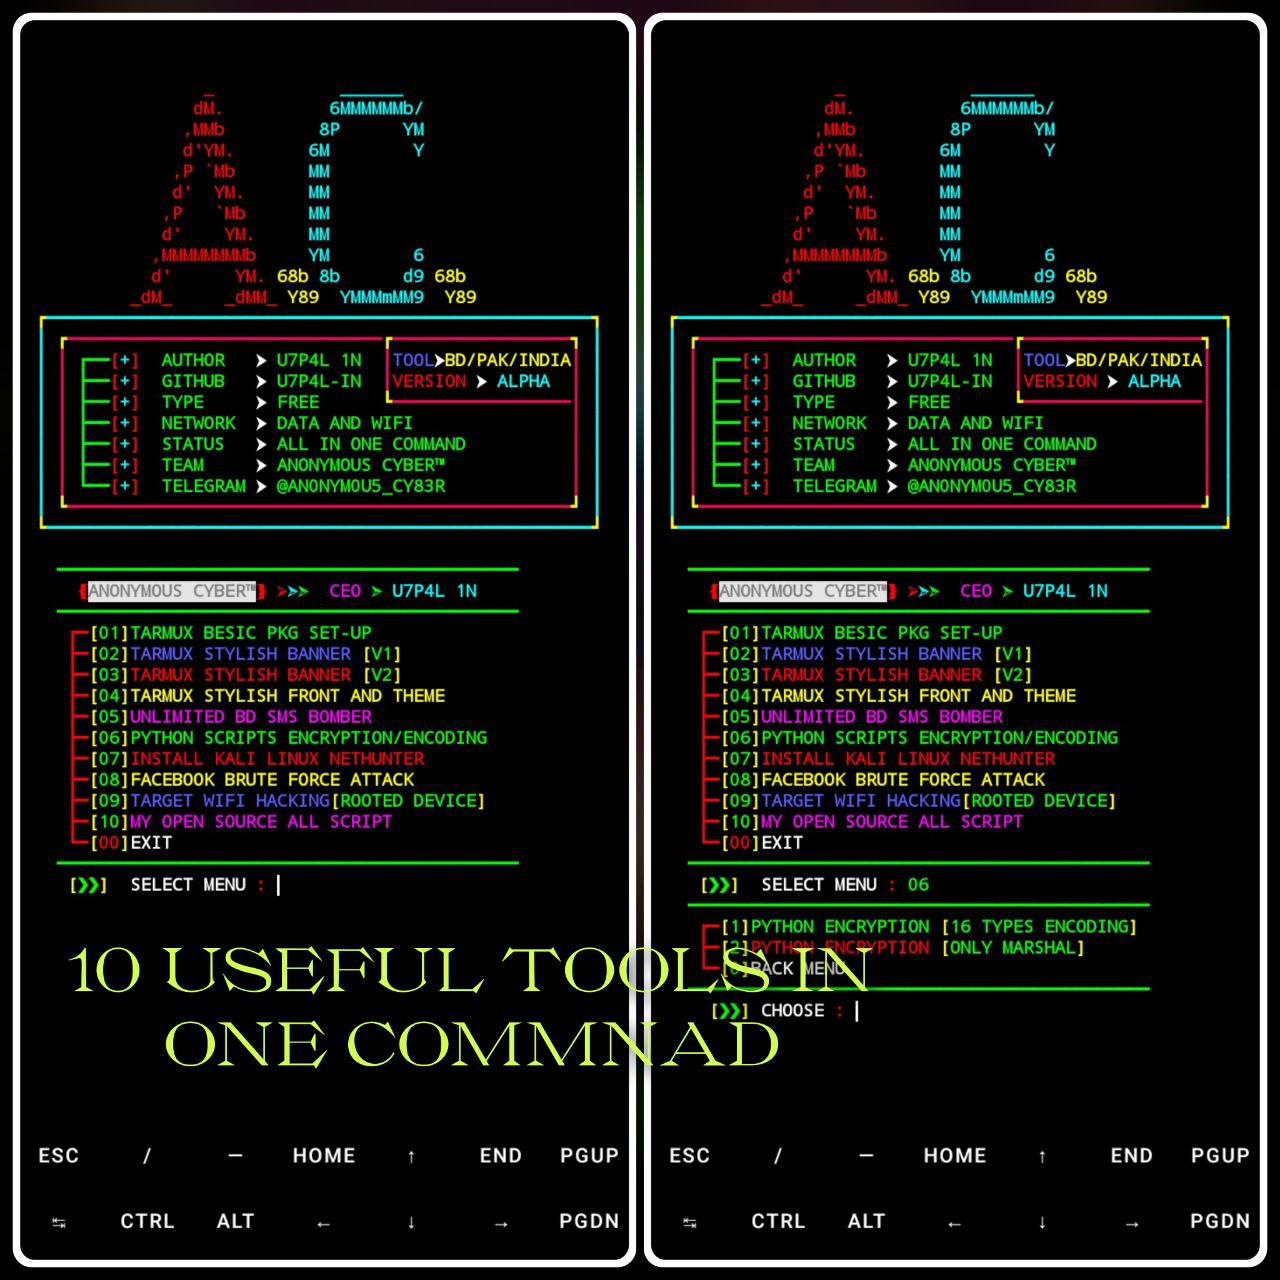 _ ______
dM. 6MMMMMMb/
,MMb 8P YM
d'YM. 6M Y
,P `Mb MM
d' YM. MM
,P `Mb MM
d' YM. MM
,MMMMMMMMb YM 6
d' YM. 68b 8b d9 68b
_dM_ _dMM_ Y89 YMMMmMM9 Y89
[+] AUTHOR ➤ U7P4L 1N
[+] GITHUB ➤ U7P4L-IN
[+] TYPE ➤ FREE
[+] NETWORK ➤ DATA AND WIFI
[+] STATUS ➤ ALL IN ONE COMMAND
[+] TEAM ➤ ANONYMOUS CYBER™
[+] TELEGRAM ➤ @AN0NYM0U5_CY83R
TOOL➤BD/PAK/INDIA
VERSION ➤ ALPHA
{ANONYMOUS CYBER™} ➤➤➤ CEO ➤ U7P4L 1N
[01]TARMUX BESIC PKG SET-UP
[02]TARMUX STYLISH BANNER [V1]
[03]TARMUX STYLISH BANNER [V2]
[04]TARMUX STYLISH FRONT AND THEME
[05]UNLIMITED BD SMS BOMBER
[06]PYTHON SCRIPTS ENCRYPTION/ENCODING
[07]INSTALL KALI LINUX NETHUNTER
[08]FACEBOOK BRUTE FORCE ATTACK
[09]TARGET WIFI HACKING[ROOTED DEVICE]
[10]MY OPEN SOURCE ALL SCRIPT
[00]EXIT
[❯❯] SELECT MENU :
_ ______
dM. 6MMMMMMb/
,MMb 8P YM
d'YM. 6M Y
,P `Mb MM
d' YM. MM
,P `Mb MM
d' YM. MM
,MMMMMMMMb YM 6
d' YM. 68b 8b d9 68b
_dM_ _dMM_ Y89 YMMMmMM9 Y89
[+] AUTHOR ➤ U7P4L 1N
[+] GITHUB ➤ U7P4L-IN
[+] TYPE ➤ FREE
[+] NETWORK ➤ DATA AND WIFI
[+] STATUS ➤ ALL IN ONE COMMAND
[+] TEAM ➤ ANONYMOUS CYBER™
[+] TELEGRAM ➤ @AN0NYM0U5_CY83R
TOOL➤BD/PAK/INDIA
VERSION ➤ ALPHA
{ANONYMOUS CYBER™} ➤➤➤ CEO ➤ U7P4L 1N
[01]TARMUX BESIC PKG SET-UP
[02]TARMUX STYLISH BANNER [V1]
[03]TARMUX STYLISH BANNER [V2]
[04]TARMUX STYLISH FRONT AND THEME
[05]UNLIMITED BD SMS BOMBER
[06]PYTHON SCRIPTS ENCRYPTION/ENCODING
[07]INSTALL KALI LINUX NETHUNTER
[08]FACEBOOK BRUTE FORCE ATTACK
[09]TARGET WIFI HACKING[ROOTED DEVICE]
[10]MY OPEN SOURCE ALL SCRIPT
[00]EXIT
[❯❯] SELECT MENU : 06
[1]PYTHON ENCRYPTION [16 TYPES ENCODING]
[2]PYTHON ENCRYPTION [ONLY MARSHAL]
[0]BACK MENU
[❯❯] CHOOSE :
10 USEFUL TOOLS IN
ONE COMMNAD
ESC / — HOME ↑ END PGUP
↹ CTRL ALT ← ↓ → PGDN
ESC / — HOME ↑ END PGUP
↹ CTRL ALT ← ↓ → PGDN